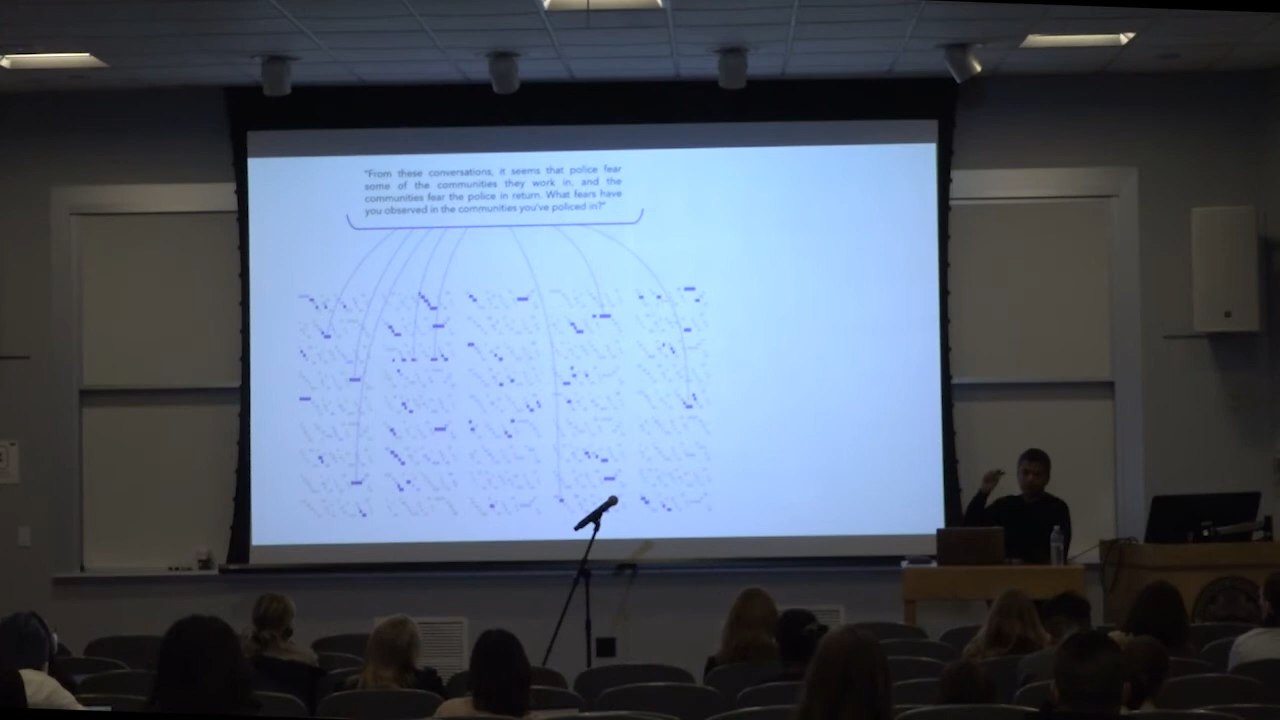 "From these conversations, it seems that police fear
some of the communities they work in, and the
communities fear the police in return. What fears have
you observed in the communities you've policed in?"